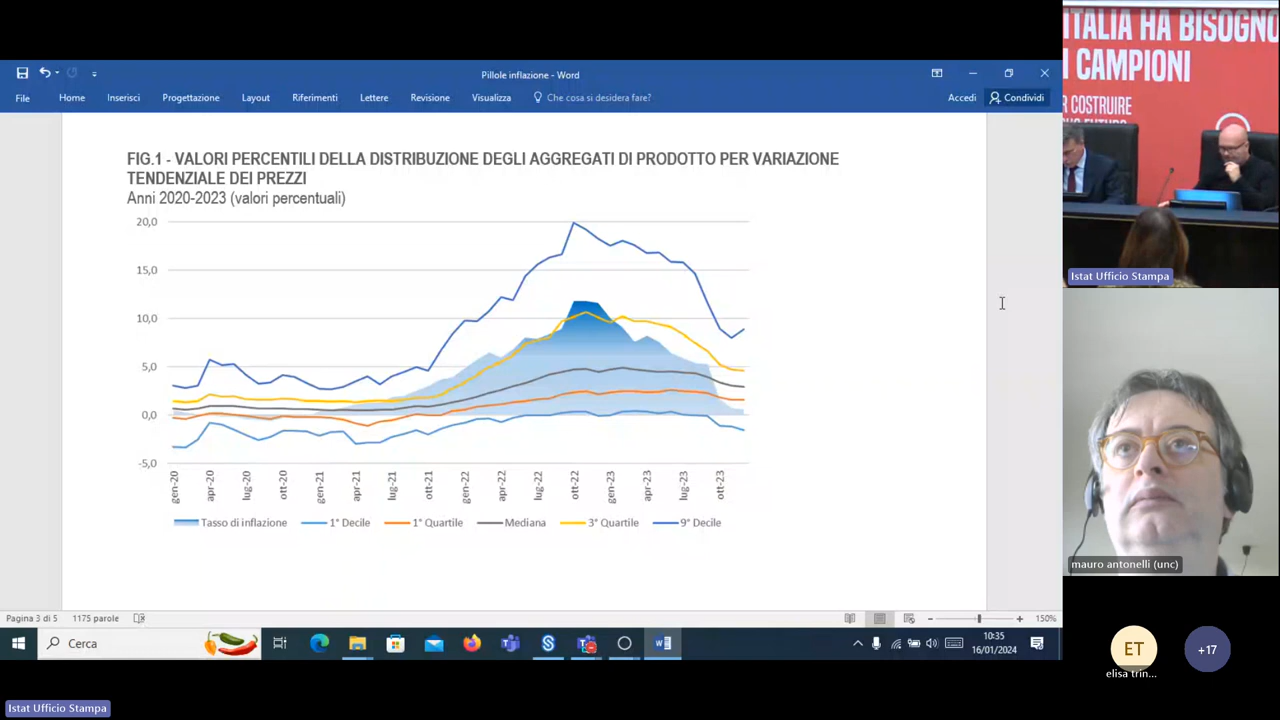 Pillole inflazione - Word
File Home Inserisci Progettazione Layout Riferimenti Lettere Revisione Visualizza Che cosa si desidera fare? Accedi Condividi
FIG.1 - VALORI PERCENTILI DELLA DISTRIBUZIONE DEGLI AGGREGATI DI PRODOTTO PER VARIAZIONE
TENDENZIALE DEI PREZZI
Anni 2020-2023 (valori percentuali)
20,0
15,0
10,0
5,0
0,0
-5,0
gen-20 apr-20 lug-20 ott-20 gen-21 apr-21 lug-21 ott-21 gen-22 apr-22 lug-22 ott-22 gen-23 apr-23 lug-23 ott-23
Tasso di inflazione 1° Decile 1° Quartile Mediana 3° Quartile 9° Decile
Pagina 3 di 5 1175 parole 150%
Cerca
10:35
16/01/2024
ITALIA HA BISOGNO
I CAMPIONI
R COSTRUIRE
Istat Ufficio Stampa
mauro antonelli (unc)
ET
elisa trin...
+17
Istat Ufficio Stampa